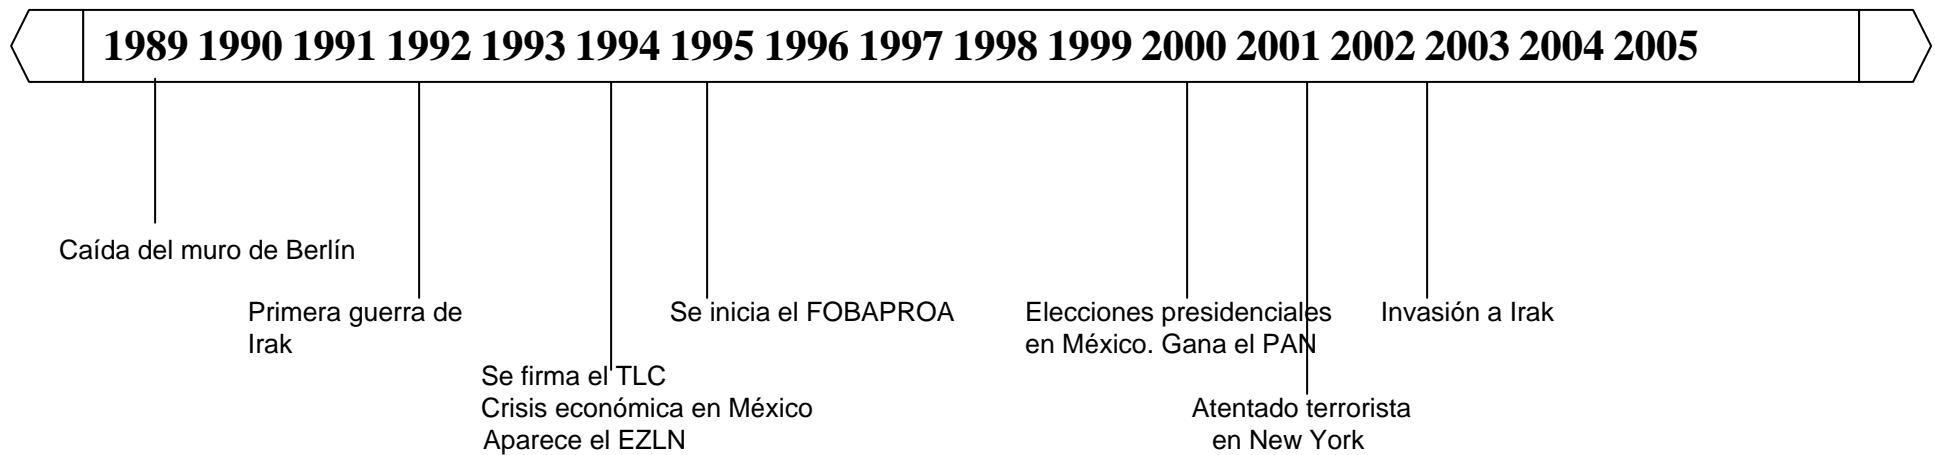 1989 1990 1991 1992 1993 1994 1995 1996 1997 1998 1999 2000 2001 2002 2003 2004 2005
Caída del muro de Berlín
Primera guerra de
Irak
Se firma el TLC
Crisis económica en México
Aparece el EZLN
Se inicia el FOBAPROA
Elecciones presidenciales
en México. Gana el PAN
Atentado terrorista
en New York
Invasión a Irak